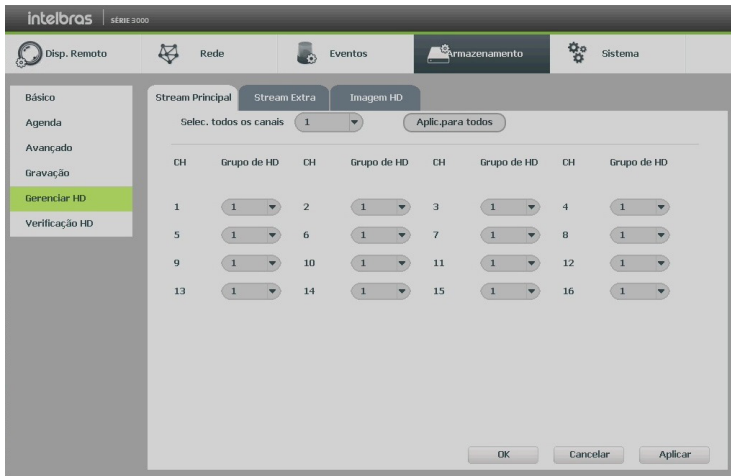 intelbras SÉRIE 3000
Disp. Remoto Rede Eventos Armazenamento Sistema
Básico
Agenda
Avançado
Gravação
Gerenciar HD
Verificação HD
Stream Principal Stream Extra Imagem HD
Selec. todos os canais 1 Aplic.para todos
CH Grupo de HD CH Grupo de HD CH Grupo de HD CH Grupo de HD
1 1 2 1 3 1 4 1
5 1 6 1 7 1 8 1
9 1 10 1 11 1 12 1
13 1 14 1 15 1 16 1
OK Cancelar Aplicar